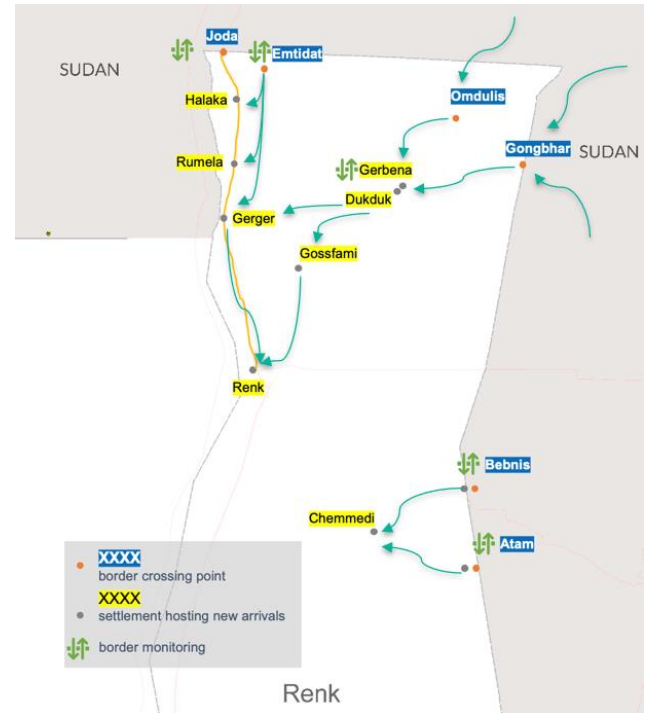 Joda
Emtidat
SUDAN
Halaka
Omdulis
Gongbhar
SUDAN
Rumela
Gerbena
Dukduk
Gerger
Gossfami
Renk
Bebnis
Chemmedi
Atam
XXXX
border crossing point
XXXX
settlement hosting new arrivals
border monitoring
Renk